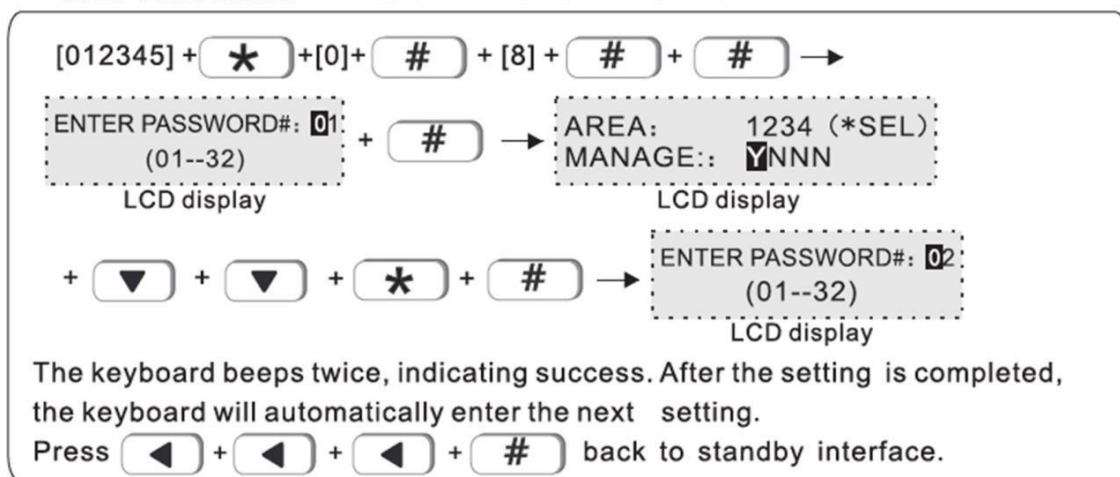 [012345] + * +[0]+ # + [8] + # + # →
ENTER PASSWORD#: 01
(01--32)
LCD display
+ # →
AREA: 1234 (*SEL)
MANAGE:: YNNN
LCD display
+ ▼ + ▼ + * + # →
ENTER PASSWORD#: 02
(01--32)
LCD display
The keyboard beeps twice, indicating success. After the setting is completed,
the keyboard will automatically enter the next setting.
Press ◀ + ◀ + ◀ + # back to standby interface.